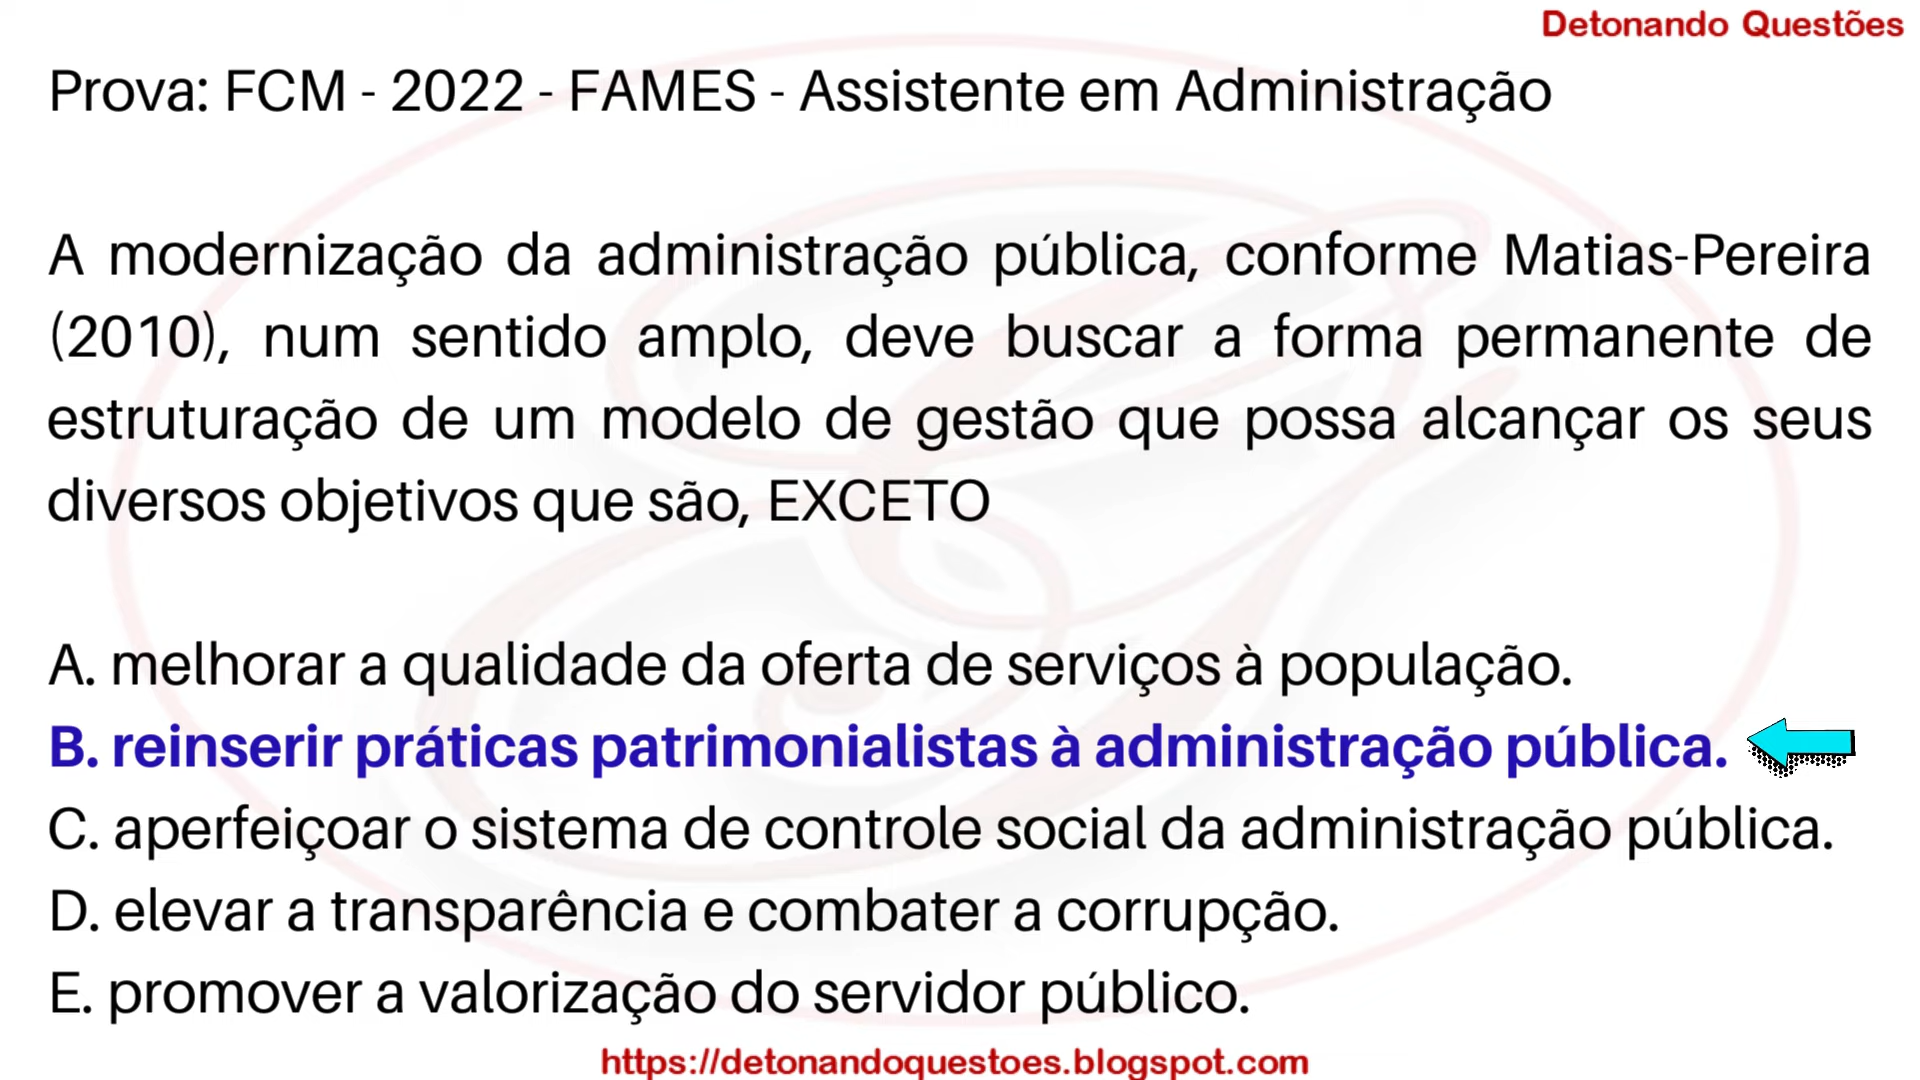 Detonando Questões
Prova: FCM - 2022 - FAMES - Assistente em Administração
A modernização da administração pública, conforme Matias-Pereira
(2010), num sentido amplo, deve buscar a forma permanente de
estruturação de um modelo de gestão que possa alcançar os seus
diversos objetivos que são, EXCETO
A. melhorar a qualidade da oferta de serviços à população.
B. reinserir práticas patrimonialistas à administração pública.
C. aperfeiçoar o sistema de controle social da administração pública.
D. elevar a transparência e combater a corrupção.
E. promover a valorização do servidor público.
https://detonandoquestoes.blogspot.com